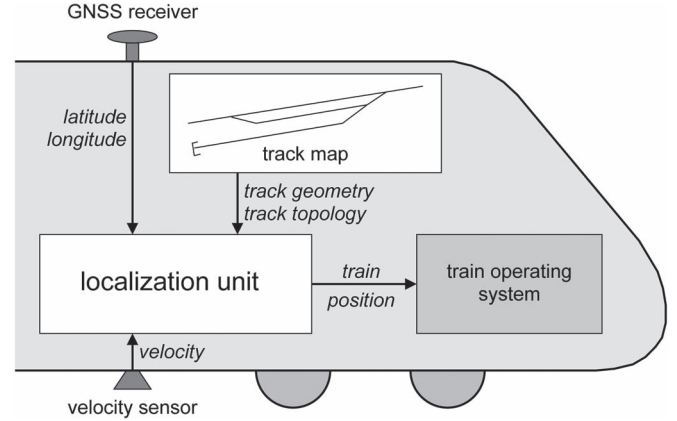 GNSS receiver
latitude
longitude
track map
track geometry
track topology
localization unit
train
position
train operating
system
velocity
velocity sensor